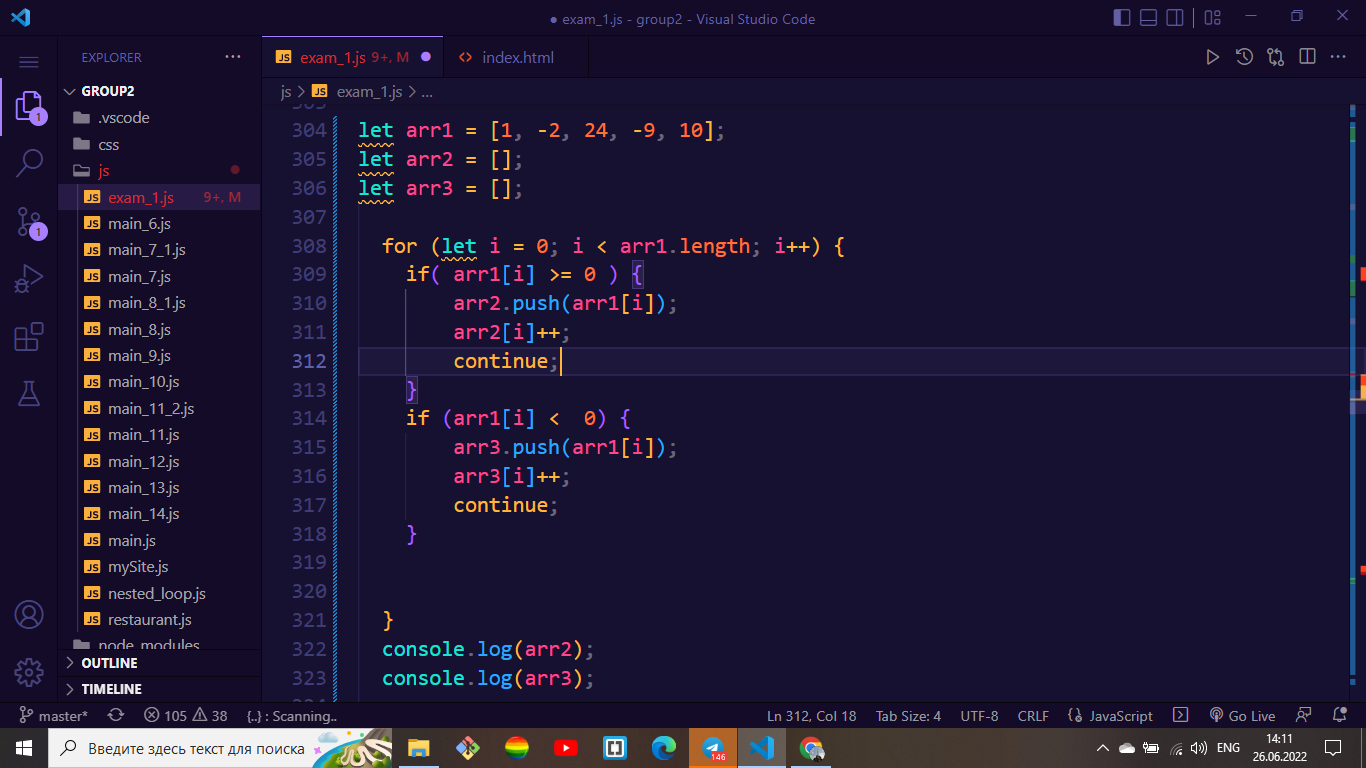 ● exam_1.js - group2 - Visual Studio Code
EXPLORER
GROUP2
.vscode
css
js
exam_1.js 9+, M
main_6.js
main_7_1.js
main_7.js
main_8_1.js
main_8.js
main_9.js
main_10.js
main_11_2.js
main_11.js
main_12.js
main_13.js
main_14.js
main.js
mySite.js
nested_loop.js
restaurant.js
node_modules
OUTLINE
TIMELINE
1
1
JS exam_1.js 9+, M ●
<> index.html
js > JS exam_1.js > ...
303
304 let arr1 = [1, -2, 24, -9, 10];
305 let arr2 = [];
306 let arr3 = [];
307
308 for (let i = 0; i < arr1.length; i++) {
309 if( arr1[i] >= 0 ) {
310 arr2.push(arr1[i]);
311 arr2[i]++;
312 continue;
313 }
314 if (arr1[i] <  0) {
315 arr3.push(arr1[i]);
316 arr3[i]++;
317 continue;
318 }
319
320
321 }
322 console.log(arr2);
323 console.log(arr3);
master* 105 38 {..} : Scanning.. Ln 312, Col 18 Tab Size: 4 UTF-8 CRLF JavaScript Go Live
Введите здесь текст для поиска
146
ENG
14:11
26.06.2022